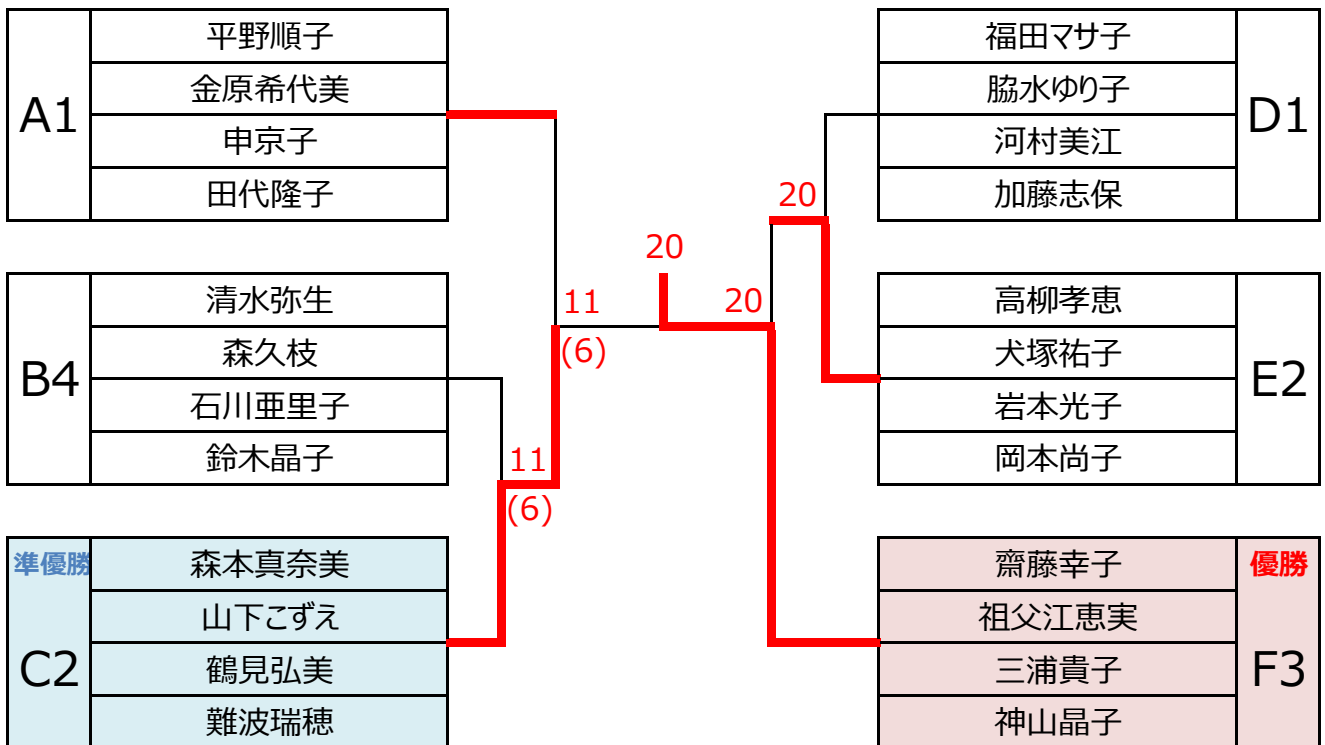 A1
平野順子
金原希代美
申京子
田代隆子
B4
清水弥生
森久枝
石川亜里子
鈴木晶子
準優勝
C2
森本真奈美
山下こずえ
鶴見弘美
難波瑞穂
11
(6)
11
(6)
20
20
20
福田マサ子
脇水ゆり子
河村美江
加藤志保
D1
高柳孝恵
犬塚祐子
岩本光子
岡本尚子
E2
齋藤幸子
祖父江恵実
三浦貴子
神山晶子
優勝
F3